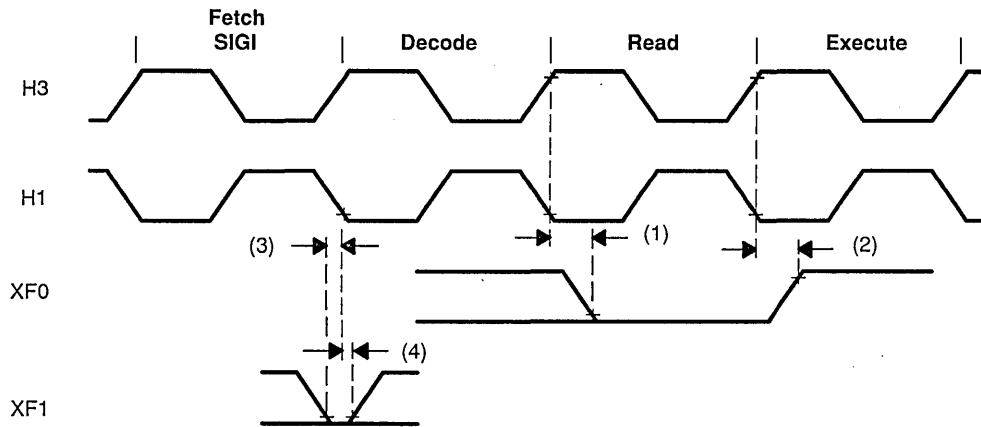 Fetch
SIGI
Decode
Read
Execute
H3
H1
(3)
(1)
(2)
XF0
(4)
XF1